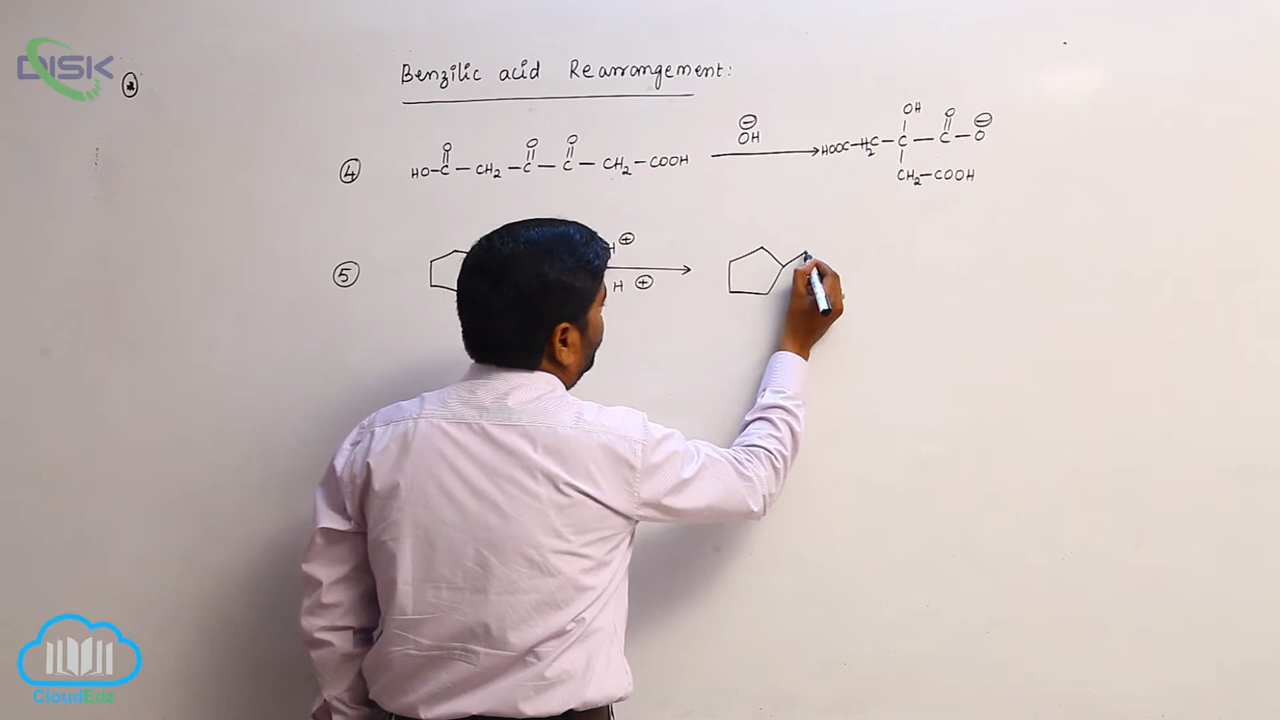 DISK
Benzilic acid Rearrangement:
④ HO-C(=O)-CH₂-C(=O)-C(=O)-CH₂-COOH ⊖OH → HOOC-H₂C-C(OH)(CH₂-COOH)-C(=O)-O⊖
⑤ H⊕
H⊕
CloudEdz